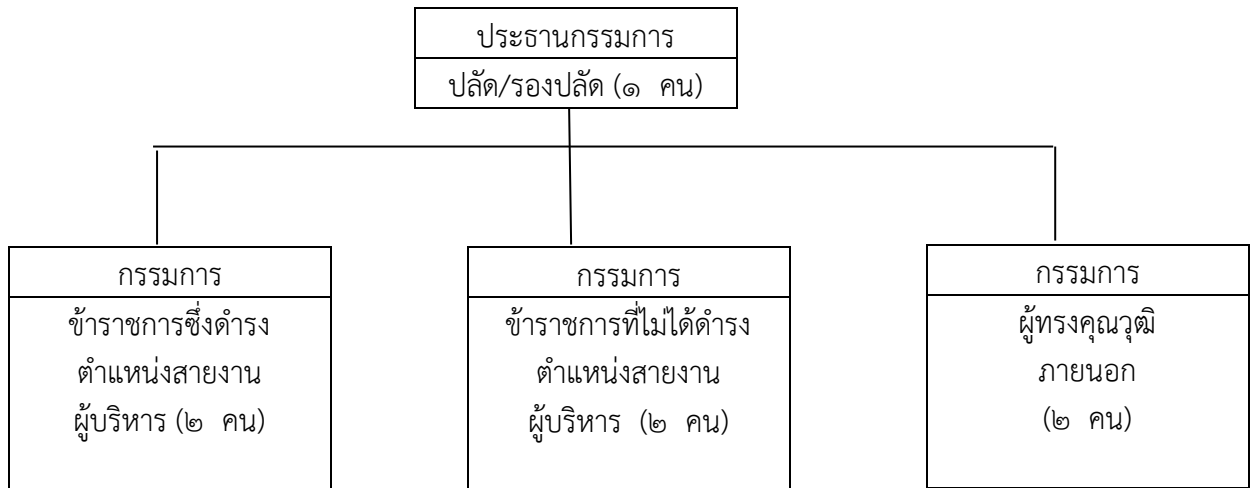 ประธานกรรมการ
ปลัด/รองปลัด (๑ คน)
กรรมการ
ข้าราชการซึ่งดำรง
ตำแหน่งสายงาน
ผู้บริหาร (๒ คน)
กรรมการ
ข้าราชการที่ไม่ได้ดำรง
ตำแหน่งสายงาน
ผู้บริหาร (๒ คน)
กรรมการ
ผู้ทรงคุณวุฒิ
ภายนอก
(๒ คน)